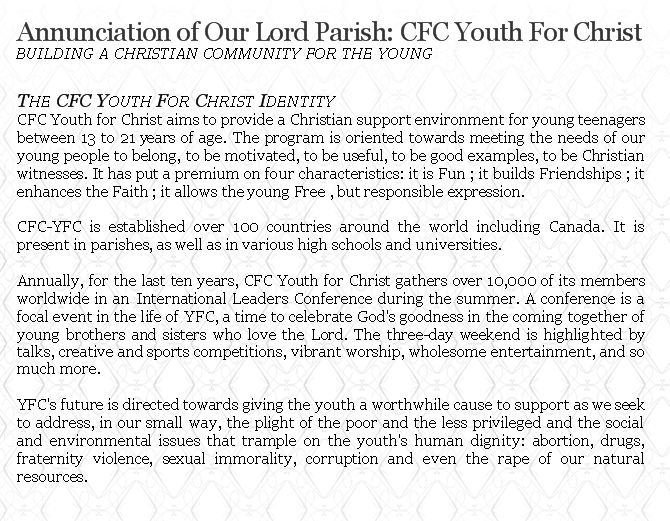 Annunciation of Our Lord Parish: CFC Youth For Christ
BUILDING A CHRISTIAN COMMUNITY FOR THE YOUNG
THE CFC YOUTH FOR CHRIST IDENTITY
CFC Youth for Christ aims to provide a Christian support environment for young teenagers
between 13 to 21 years of age. The program is oriented towards meeting the needs of our
young people to belong, to be motivated, to be useful, to be good examples, to be Christian
witnesses. It has put a premium on four characteristics: it is Fun ; it builds Friendships ; it
enhances the Faith ; it allows the young Free , but responsible expression.
CFC-YFC is established over 100 countries around the world including Canada. It is
present in parishes, as well as in various high schools and universities.
Annually, for the last ten years, CFC Youth for Christ gathers over 10,000 of its members
worldwide in an International Leaders Conference during the summer. A conference is a
focal event in the life of YFC, a time to celebrate God's goodness in the coming together of
young brothers and sisters who love the Lord. The three-day weekend is highlighted by
talks, creative and sports competitions, vibrant worship, wholesome entertainment, and so
much more.
YFC's future is directed towards giving the youth a worthwhile cause to support as we seek
to address, in our small way, the plight of the poor and the less privileged and the social
and environmental issues that trample on the youth's human dignity: abortion, drugs,
fraternity violence, sexual immorality, corruption and even the rape of our natural
resources.